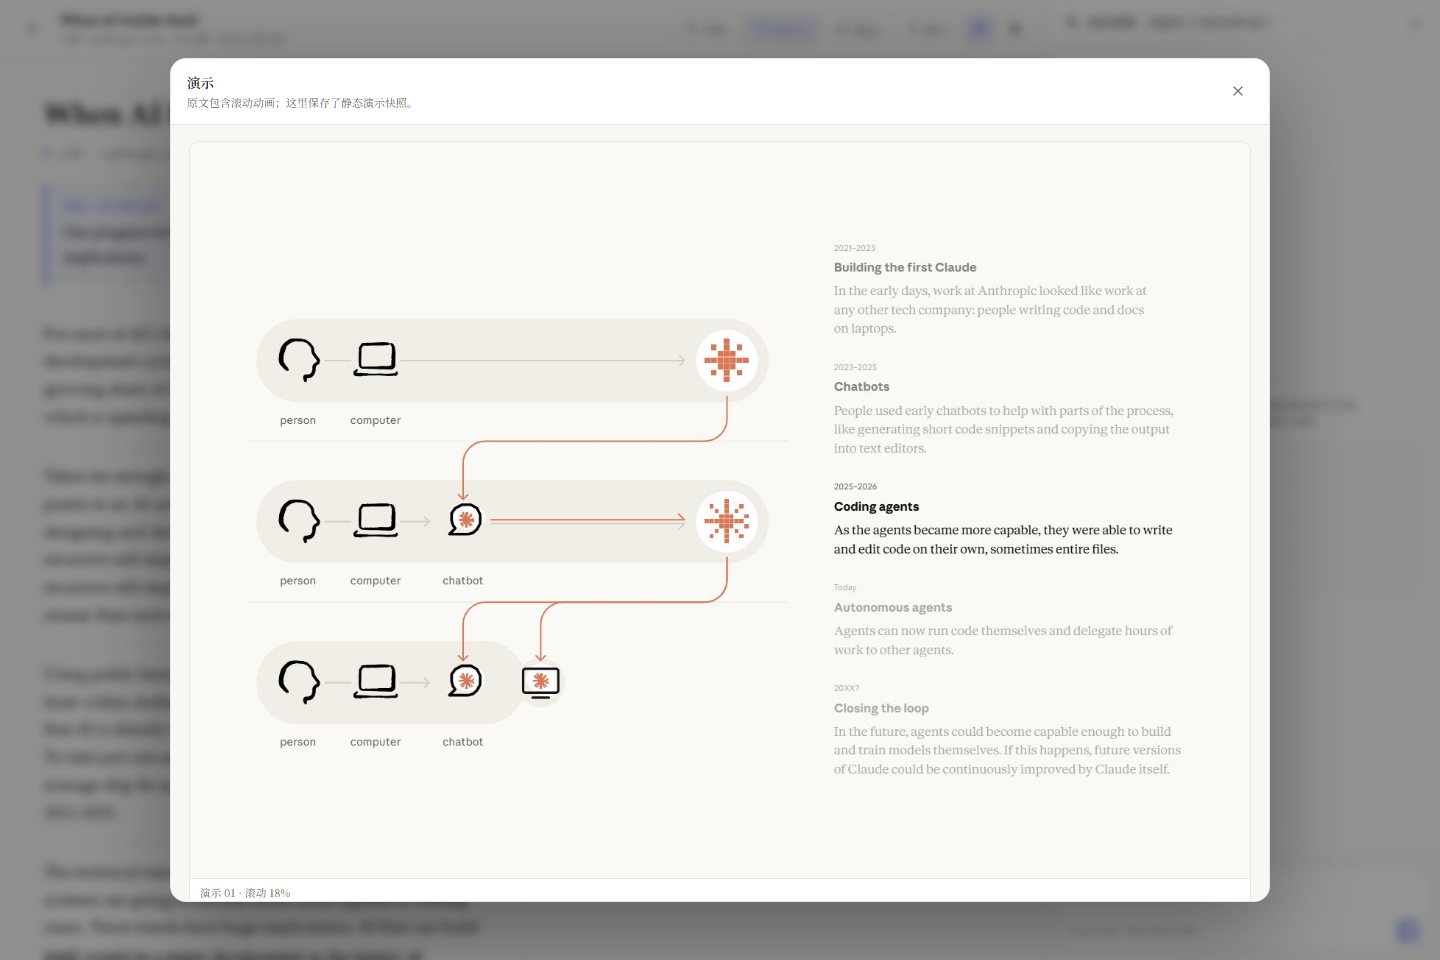 When AI
演示
原文包含滚动动画；这里保存了静态演示快照。
person computer
person computer chatbot
person computer chatbot
2021–2023
Building the first Claude
In the early days, work at Anthropic looked like work at
any other tech company: people writing code and docs
on laptops.
2023–2025
Chatbots
People used early chatbots to help with parts of the process,
like generating short code snippets and copying the output
into text editors.
2025–2026
Coding agents
As the agents became more capable, they were able to write
and edit code on their own, sometimes entire files.
Today
Autonomous agents
Agents can now run code themselves and delegate hours of
work to other agents.
20XX?
Closing the loop
In the future, agents could become capable enough to build
and train models themselves. If this happens, future versions
of Claude could be continuously improved by Claude itself.
演示 01 · 滚动 18%